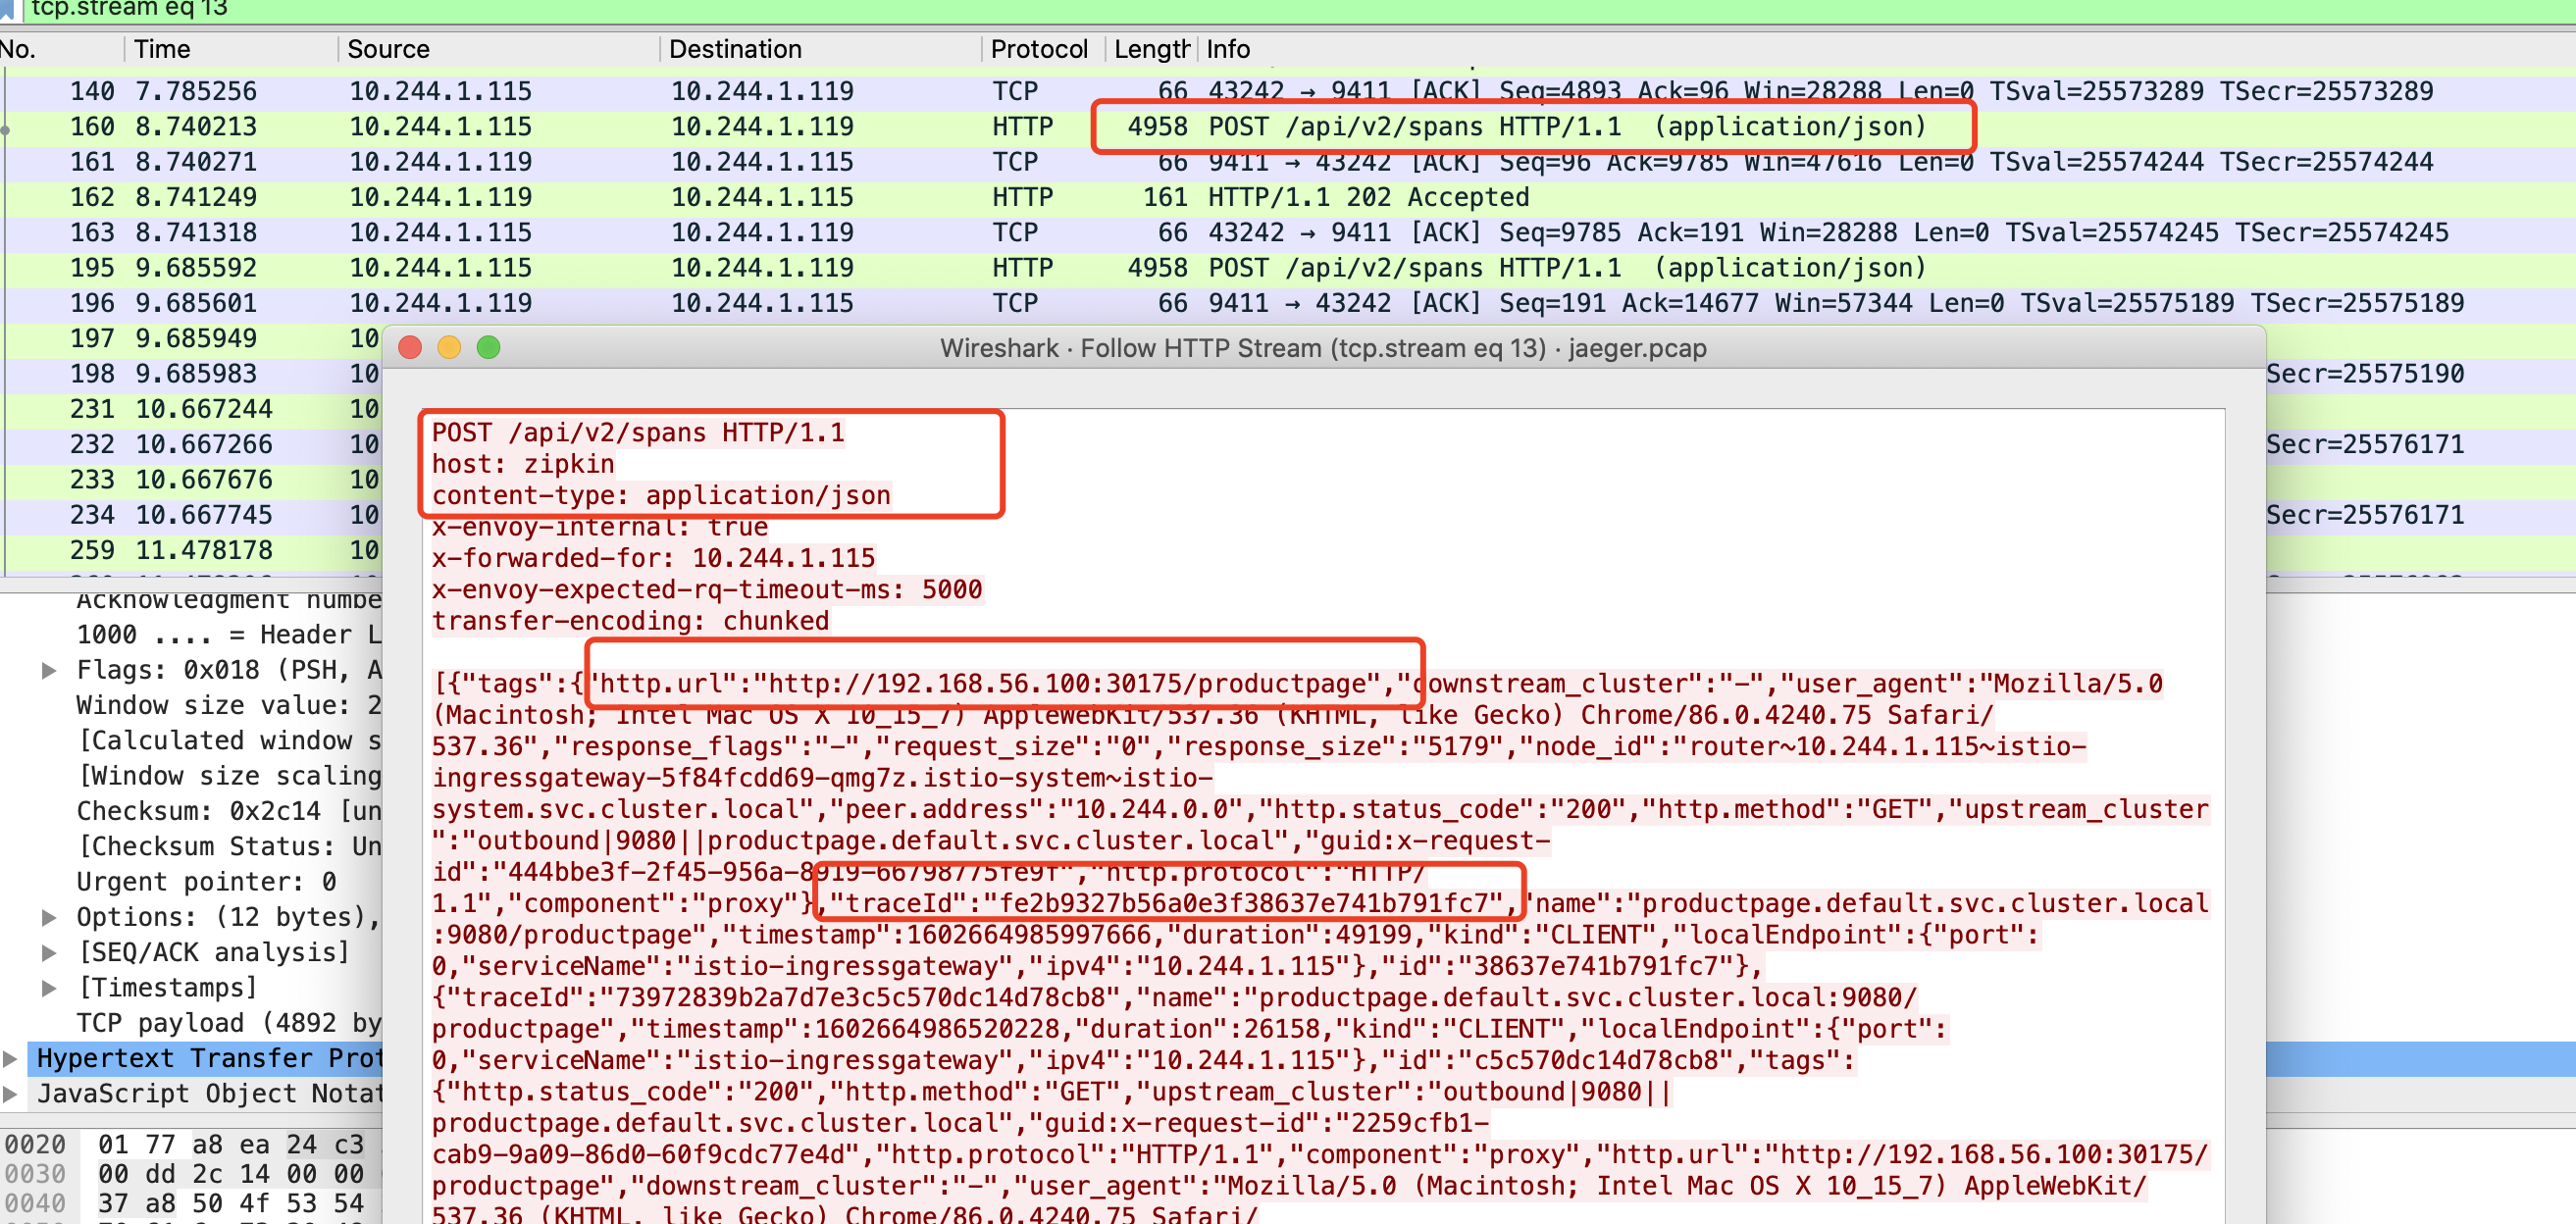 tcp.stream eq 13
No. Time Source Destination Protocol Length Info
140 7.785256 10.244.1.115 10.244.1.119 TCP 66 43242 → 9411 [ACK] Seq=4893 Ack=96 Win=28288 Len=0 TSval=25573289 TSecr=25573289
160 8.740213 10.244.1.115 10.244.1.119 HTTP 4958 POST /api/v2/spans HTTP/1.1 (application/json)
161 8.740271 10.244.1.119 10.244.1.115 TCP 66 9411 → 43242 [ACK] Seq=96 Ack=9785 Win=47616 Len=0 TSval=25574244 TSecr=25574244
162 8.741249 10.244.1.119 10.244.1.115 HTTP 161 HTTP/1.1 202 Accepted
163 8.741318 10.244.1.115 10.244.1.119 TCP 66 43242 → 9411 [ACK] Seq=9785 Ack=191 Win=28288 Len=0 TSval=25574245 TSecr=25574245
195 9.685592 10.244.1.115 10.244.1.119 HTTP 4958 POST /api/v2/spans HTTP/1.1 (application/json)
196 9.685601 10.244.1.119 10.244.1.115 TCP 66 9411 → 43242 [ACK] Seq=191 Ack=14677 Win=57344 Len=0 TSval=25575189 TSecr=25575189
197 9.685949 10
198 9.685983 10 Secr=25575190
231 10.667244 10
232 10.667266 10 Secr=25576171
233 10.667676 10
234 10.667745 10 Secr=25576171
259 11.478178 10
Acknowledgment numbe
1000 .... = Header L
Flags: 0x018 (PSH, A
Window size value: 2
[Calculated window s
[Window size scaling
Checksum: 0x2c14 [un
[Checksum Status: Un
Urgent pointer: 0
Options: (12 bytes),
[SEQ/ACK analysis]
[Timestamps]
TCP payload (4892 by
Hypertext Transfer Prot
JavaScript Object Notat
0020 01 77 a8 ea 24 c3
0030 00 dd 2c 14 00 00
0040 37 a8 50 4f 53 54
Wireshark · Follow HTTP Stream (tcp.stream eq 13) · jaeger.pcap
POST /api/v2/spans HTTP/1.1
host: zipkin
content-type: application/json
x-envoy-internal: true
x-forwarded-for: 10.244.1.115
x-envoy-expected-rq-timeout-ms: 5000
transfer-encoding: chunked
[{"tags":{"http.url":"http://192.168.56.100:30175/productpage","downstream_cluster":"-","user_agent":"Mozilla/5.0
(Macintosh; Intel Mac OS X 10_15_7) AppleWebKit/537.36 (KHTML, like Gecko) Chrome/86.0.4240.75 Safari/
537.36","response_flags":"-","request_size":"0","response_size":"5179","node_id":"router~10.244.1.115~istio-
ingressgateway-5f84fcdd69-qmg7z.istio-system~istio-
system.svc.cluster.local","peer.address":"10.244.0.0","http.status_code":"200","http.method":"GET","upstream_cluster
":"outbound|9080||productpage.default.svc.cluster.local","guid:x-request-
id":"444bbe3f-2f45-956a-8919-66798775fe9f","http.protocol":"HTTP/
1.1","component":"proxy"},"traceId":"fe2b9327b56a0e3f38637e741b791fc7","name":"productpage.default.svc.cluster.local
:9080/productpage","timestamp":1602664985997666,"duration":49199,"kind":"CLIENT","localEndpoint":{"port":
0,"serviceName":"istio-ingressgateway","ipv4":"10.244.1.115"},"id":"38637e741b791fc7"},
{"traceId":"73972839b2a7d7e3c5c570dc14d78cb8","name":"productpage.default.svc.cluster.local:9080/
productpage","timestamp":1602664986520228,"duration":26158,"kind":"CLIENT","localEndpoint":{"port":
0,"serviceName":"istio-ingressgateway","ipv4":"10.244.1.115"},"id":"c5c570dc14d78cb8","tags":
{"http.status_code":"200","http.method":"GET","upstream_cluster":"outbound|9080||
productpage.default.svc.cluster.local","guid:x-request-id":"2259cfb1-
cab9-9a09-86d0-60f9cdc77e4d","http.protocol":"HTTP/1.1","component":"proxy","http.url":"http://192.168.56.100:30175/
productpage","downstream_cluster":"-","user_agent":"Mozilla/5.0 (Macintosh; Intel Mac OS X 10_15_7) AppleWebKit/
537.36 (KHTML, like Gecko) Chrome/86.0.4240.75 Safari/